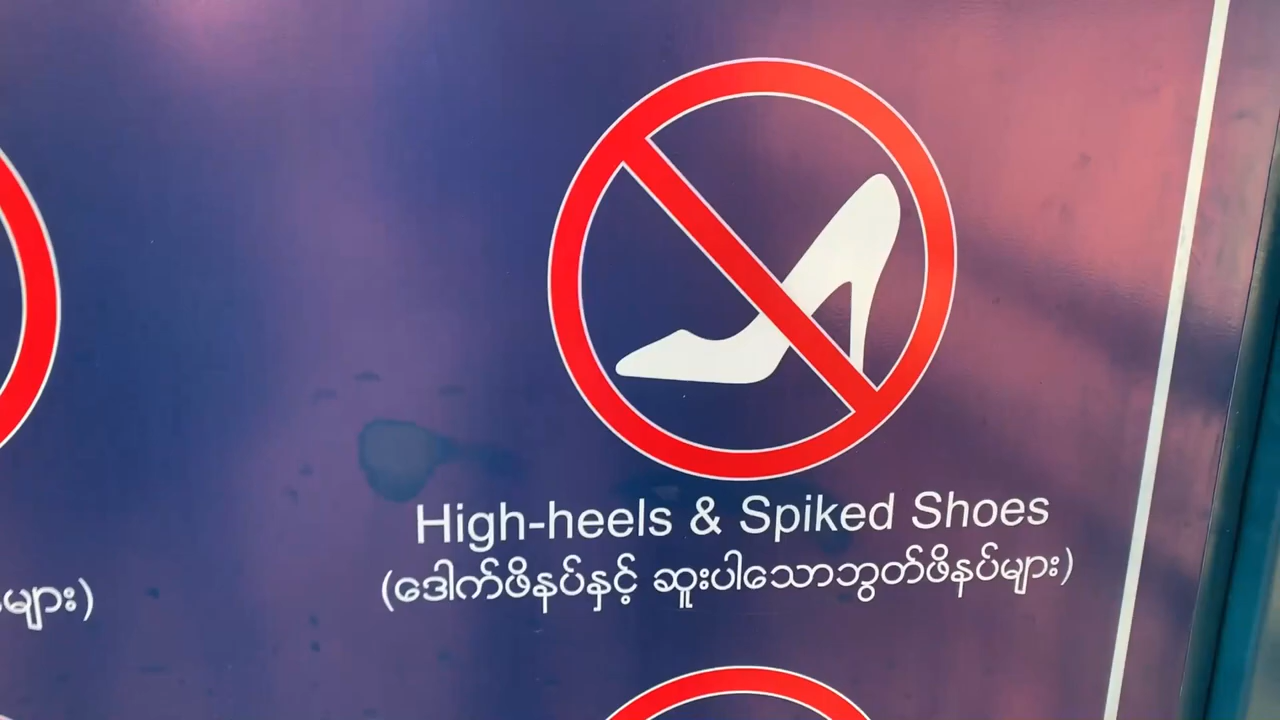 High-heels & Spiked Shoes
(ဒေါက်ဖိနပ်နှင့် ဆူးပါသောဘွတ်ဖိနပ်များ)
များ)